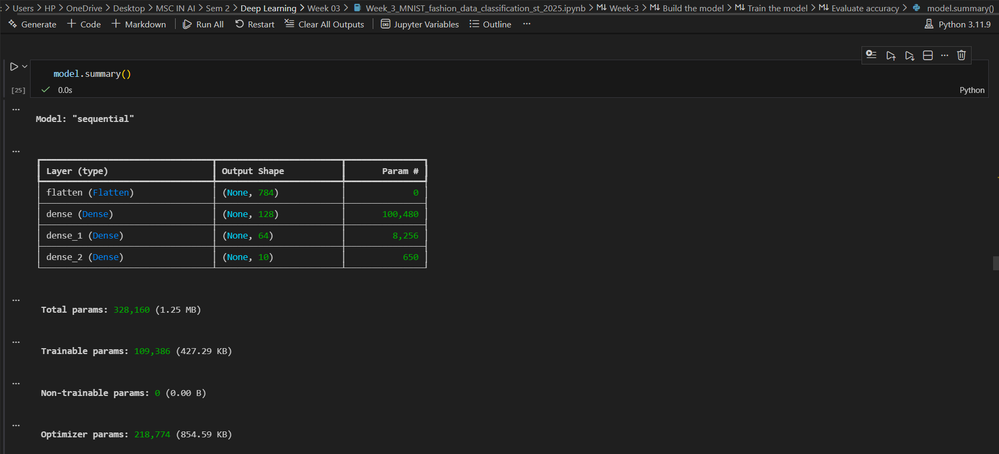 : > Users > HP > OneDrive > Desktop > MSC IN AI > Sem 2 > Deep Learning > Week 03 > Week_3_MNIST_fashion_data_classification_st_2025.ipynb > M↓ Week-3 > M↓ Build the model > M↓ Train the model > M↓ Evaluate accuracy > model.summary()
Generate + Code + Markdown | Run All Restart Clear All Outputs | Jupyter Variables Outline ··· Python 3.11.9
model.summary()
[25] ✓ 0.0s Python
Model: "sequential"
Layer (type) Output Shape Param #
flatten (Flatten) (None, 784) 0
dense (Dense) (None, 128) 100,480
dense_1 (Dense) (None, 64) 8,256
dense_2 (Dense) (None, 10) 650
Total params: 328,160 (1.25 MB)
Trainable params: 109,386 (427.29 KB)
Non-trainable params: 0 (0.00 B)
Optimizer params: 218,774 (854.59 KB)